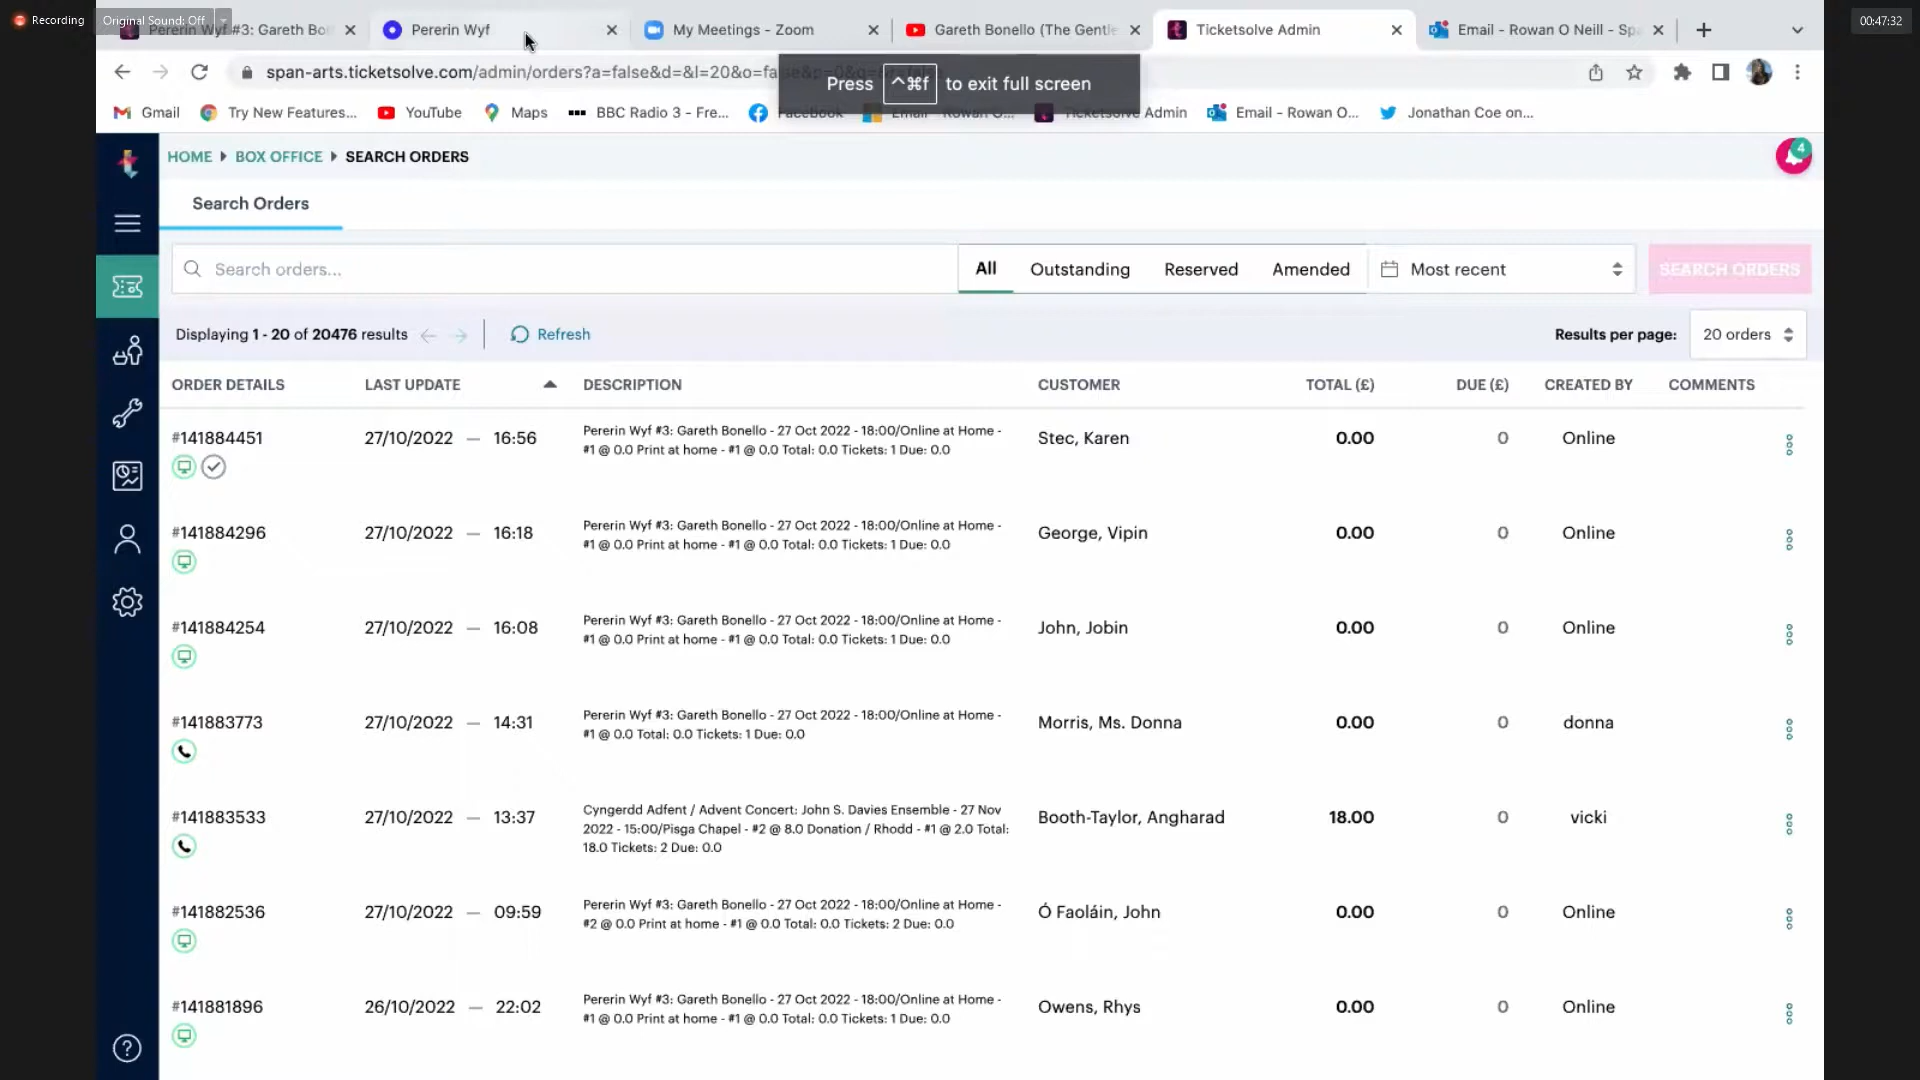 Recording
Original Sound: Off
00:47:32
Pererin Wyf #3: Gareth Bo
Pererin Wyf
My Meetings - Zoom
Gareth Bonello (The Gentle
Ticketsolve Admin
Email - Rowan O Neill - Spa
span-arts.ticketsolve.com/admin/orders?a=false&d=&l=20&o=fa
Press ^⌘f to exit full screen
Gmail
Try New Features...
YouTube
Maps
BBC Radio 3 - Fre...
Facebook
Email - Rowan O...
Ticketsolve Admin
Email - Rowan O...
Jonathan Coe on...
HOME BOX OFFICE SEARCH ORDERS
4
Search Orders
Search orders...
All Outstanding Reserved Amended Most recent SEARCH ORDERS
Displaying 1 - 20 of 20476 results Refresh Results per page: 20 orders
ORDER DETAILS LAST UPDATE DESCRIPTION CUSTOMER TOTAL (£) DUE (£) CREATED BY COMMENTS
#141884451 27/10/2022 — 16:56 Pererin Wyf #3: Gareth Bonello - 27 Oct 2022 - 18:00/Online at Home - Stec, Karen 0.00 0 Online
#1 @ 0.0 Print at home - #1 @ 0.0 Total: 0.0 Tickets: 1 Due: 0.0
#141884296 27/10/2022 — 16:18 Pererin Wyf #3: Gareth Bonello - 27 Oct 2022 - 18:00/Online at Home - George, Vipin 0.00 0 Online
#1 @ 0.0 Print at home - #1 @ 0.0 Total: 0.0 Tickets: 1 Due: 0.0
#141884254 27/10/2022 — 16:08 Pererin Wyf #3: Gareth Bonello - 27 Oct 2022 - 18:00/Online at Home - John, Jobin 0.00 0 Online
#1 @ 0.0 Print at home - #1 @ 0.0 Total: 0.0 Tickets: 1 Due: 0.0
#141883773 27/10/2022 — 14:31 Pererin Wyf #3: Gareth Bonello - 27 Oct 2022 - 18:00/Online at Home - Morris, Ms. Donna 0.00 0 donna
#1 @ 0.0 Total: 0.0 Tickets: 1 Due: 0.0
#141883533 27/10/2022 — 13:37 Cyngerdd Adfent / Advent Concert: John S. Davies Ensemble - 27 Nov Booth-Taylor, Angharad 18.00 0 vicki
2022 - 15:00/Pisga Chapel - #2 @ 8.0 Donation / Rhodd - #1 @ 2.0 Total:
18.0 Tickets: 2 Due: 0.0
#141882536 27/10/2022 — 09:59 Pererin Wyf #3: Gareth Bonello - 27 Oct 2022 - 18:00/Online at Home - Ó Faoláin, John 0.00 0 Online
#2 @ 0.0 Print at home - #1 @ 0.0 Total: 0.0 Tickets: 2 Due: 0.0
#141881896 26/10/2022 — 22:02 Pererin Wyf #3: Gareth Bonello - 27 Oct 2022 - 18:00/Online at Home - Owens, Rhys 0.00 0 Online
#1 @ 0.0 Print at home - #1 @ 0.0 Total: 0.0 Tickets: 1 Due: 0.0
?